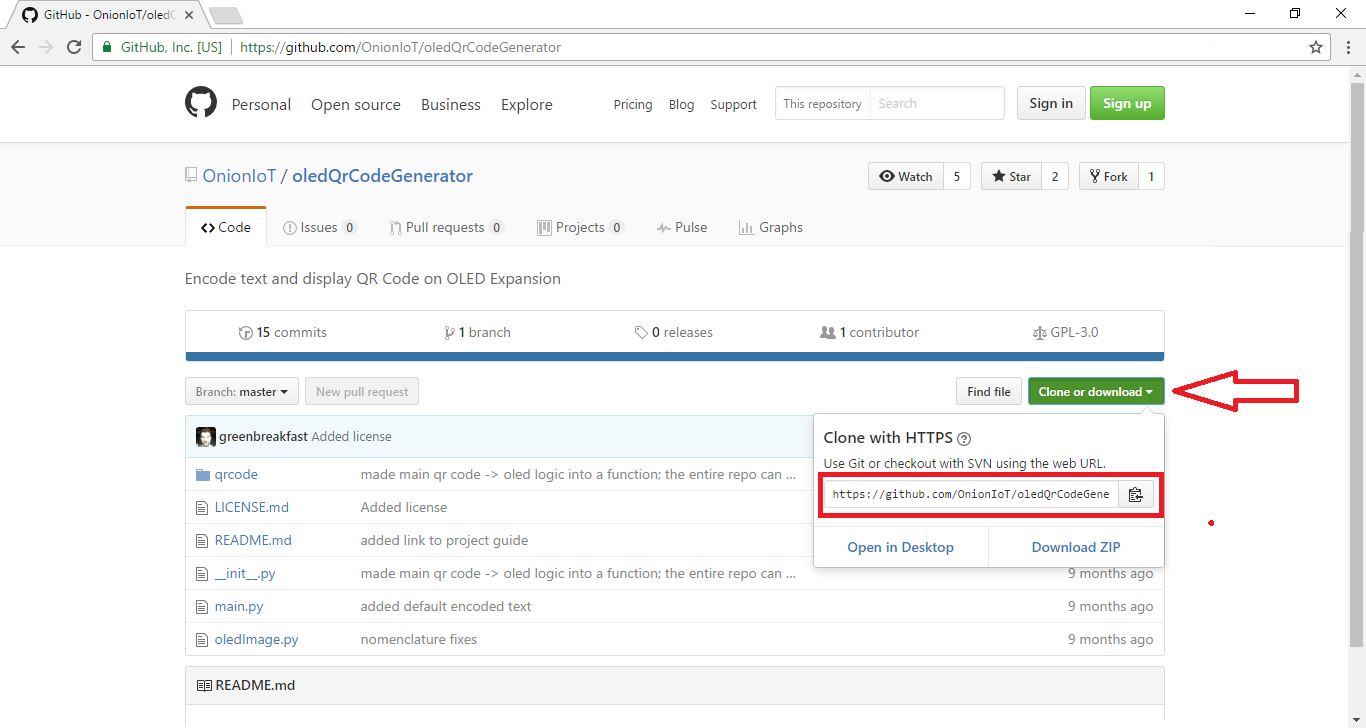 GitHub - OnionIoT/oledQ
GitHub, Inc. [US] https://github.com/OnionIoT/oledQrCodeGenerator
Personal Open source Business Explore Pricing Blog Support This repository Search Sign in Sign up
OnionIoT / oledQrCodeGenerator Watch 5 Star 2 Fork 1
Code Issues 0 Pull requests 0 Projects 0 Pulse Graphs
Encode text and display QR Code on OLED Expansion
15 commits 1 branch 0 releases 1 contributor GPL-3.0
Branch: master New pull request Find file Clone or download
greenbreakfast Added license
Clone with HTTPS ?
Use Git or checkout with SVN using the web URL.
https://github.com/OnionIoT/oledQrCodeGene
Open in Desktop Download ZIP
qrcode made main qr code -> oled logic into a function; the entire repo can ...
LICENSE.md Added license
README.md added link to project guide
__init__.py made main qr code -> oled logic into a function; the entire repo can ... 9 months ago
main.py added default encoded text 9 months ago
oledImage.py nomenclature fixes 9 months ago
README.md